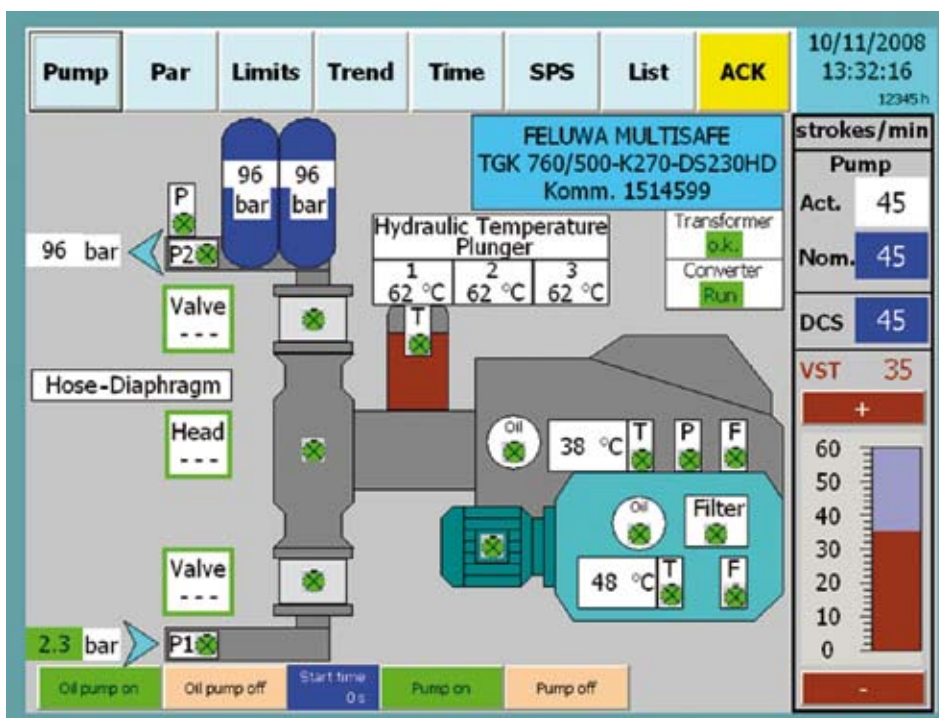 Pump
Par
Limits
Trend
Time
SPS
List
ACK
10/11/2008
13:32:16
12345 h
FELUWA MULTISAFE
TGK 760/500-K270-DS230HD
Komm. 1514599
strokes/min
Pump
Act. 45
Nom. 45
DCS 45
VST 35
+
60
50
40
30
20
10
0
-
96 bar
96 bar
P
96 bar
P2
Hydraulic Temperature
Plunger
1 2 3
62 °C 62 °C 62 °C
Transformer
o.k.
Converter
Run
Valve
---
T
Hose-Diaphragm
Head
---
Oil
38 °C
T
P
F
Oil
Filter
Valve
---
48 °C
T
F
2.3 bar
P1
Oil pump on
Oil pump off
Start time
0 s
Pump on
Pump off